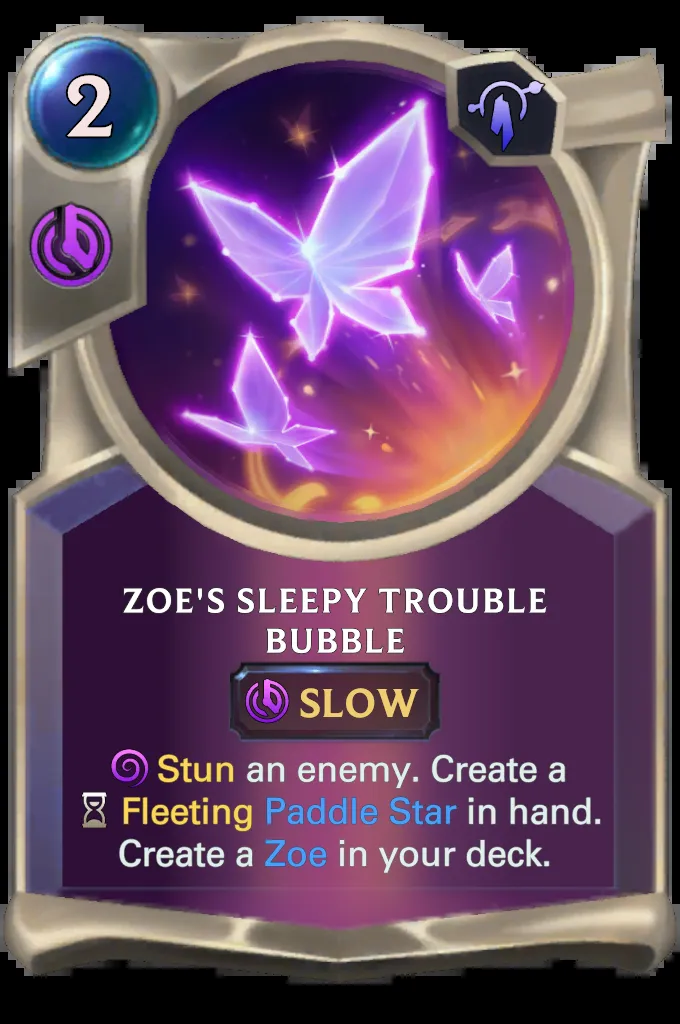 2
ZOE'S SLEEPY TROUBLE
BUBBLE
SLOW
Stun an enemy. Create a
Fleeting Paddle Star in hand.
Create a Zoe in your deck.